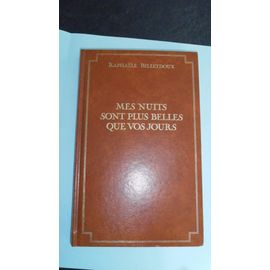 RAPHAËLE BILLETDOUX
MES NUITS
SONT PLUS BELLES
QUE VOS JOURS